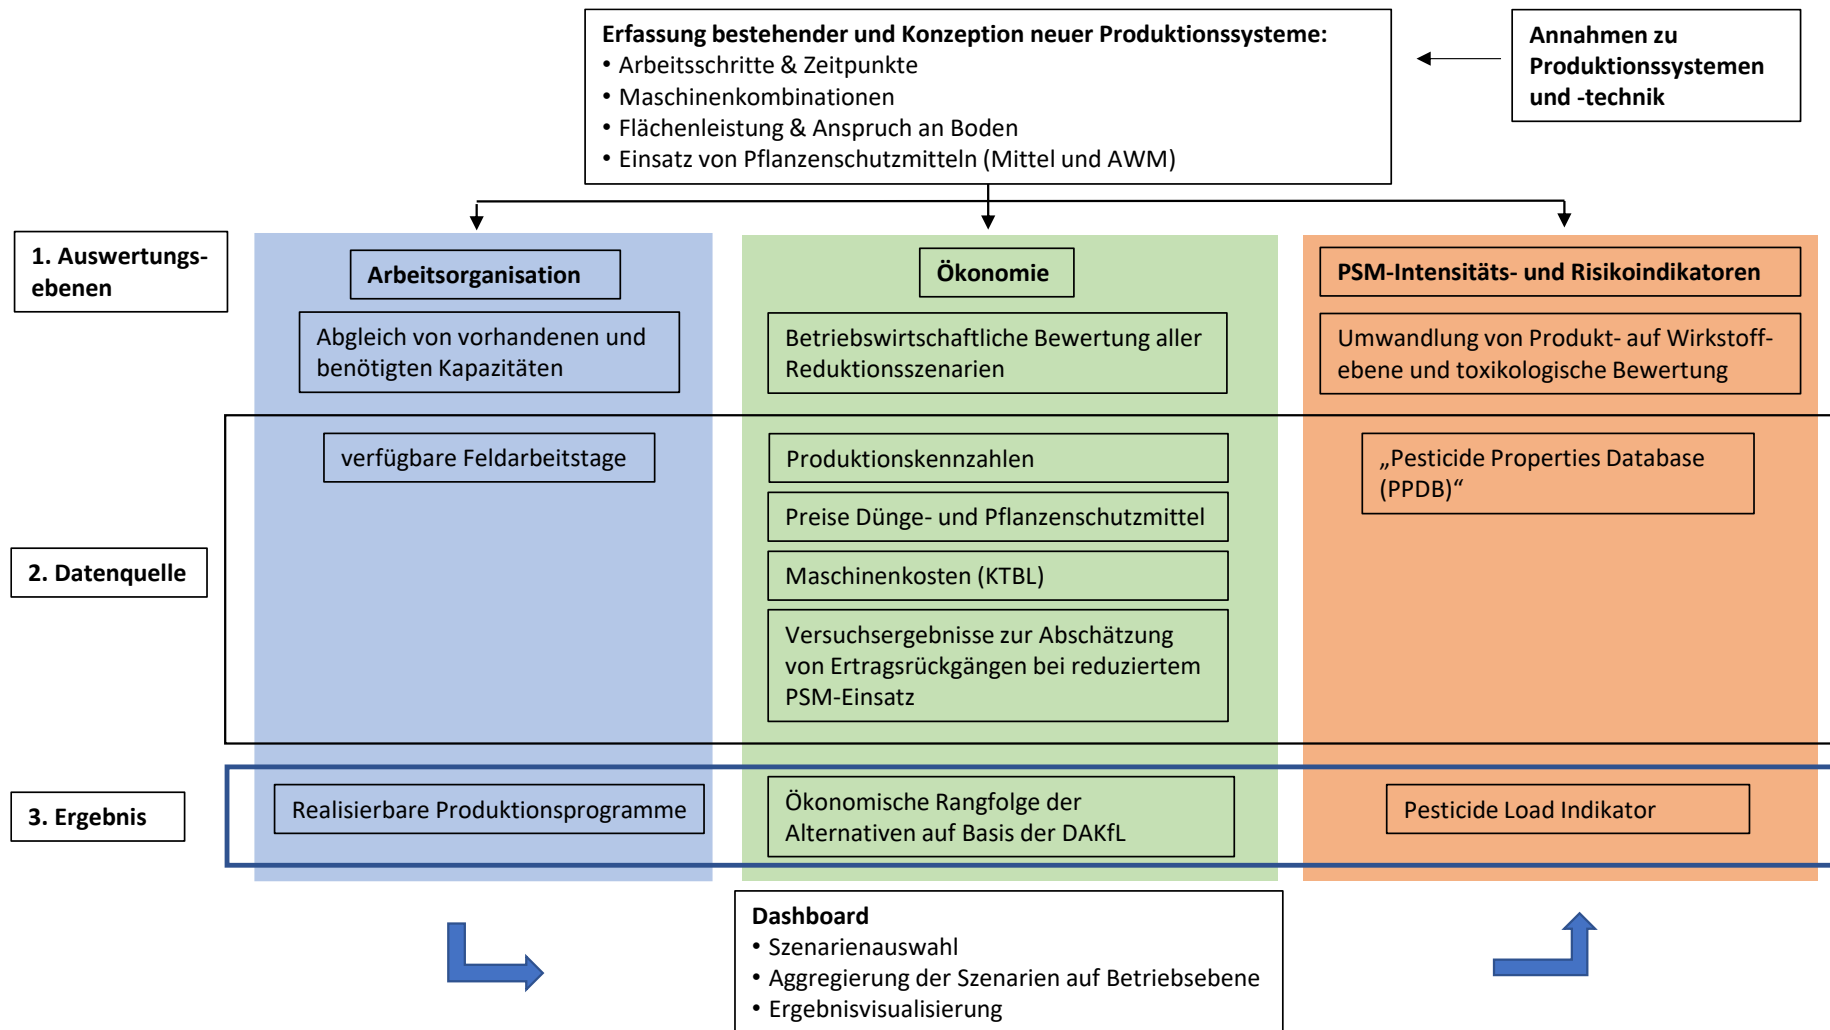 Erfassung bestehender und Konzeption neuer Produktionssysteme:
• Arbeitsschritte & Zeitpunkte
• Maschinenkombinationen
• Flächenleistung & Anspruch an Boden
• Einsatz von Pflanzenschutzmitteln (Mittel und AWM)
Annahmen zu
Produktionssystemen
und -technik
1. Auswertungs-
ebenen
Arbeitsorganisation
Ökonomie
PSM-Intensitäts- und Risikoindikatoren
Abgleich von vorhandenen und
benötigten Kapazitäten
Betriebswirtschaftliche Bewertung aller
Reduktionsszenarien
Umwandlung von Produkt- auf Wirkstoff-
ebene und toxikologische Bewertung
2. Datenquelle
verfügbare Feldarbeitstage
Produktionskennzahlen
Preise Dünge- und Pflanzenschutzmittel
Maschinenkosten (KTBL)
Versuchsergebnisse zur Abschätzung
von Ertragsrückgängen bei reduziertem
PSM-Einsatz
„Pesticide Properties Database
(PPDB)“
3. Ergebnis
Realisierbare Produktionsprogramme
Ökonomische Rangfolge der
Alternativen auf Basis der DAKfL
Pesticide Load Indikator
Dashboard
• Szenarienauswahl
• Aggregierung der Szenarien auf Betriebsebene
• Ergebnisvisualisierung